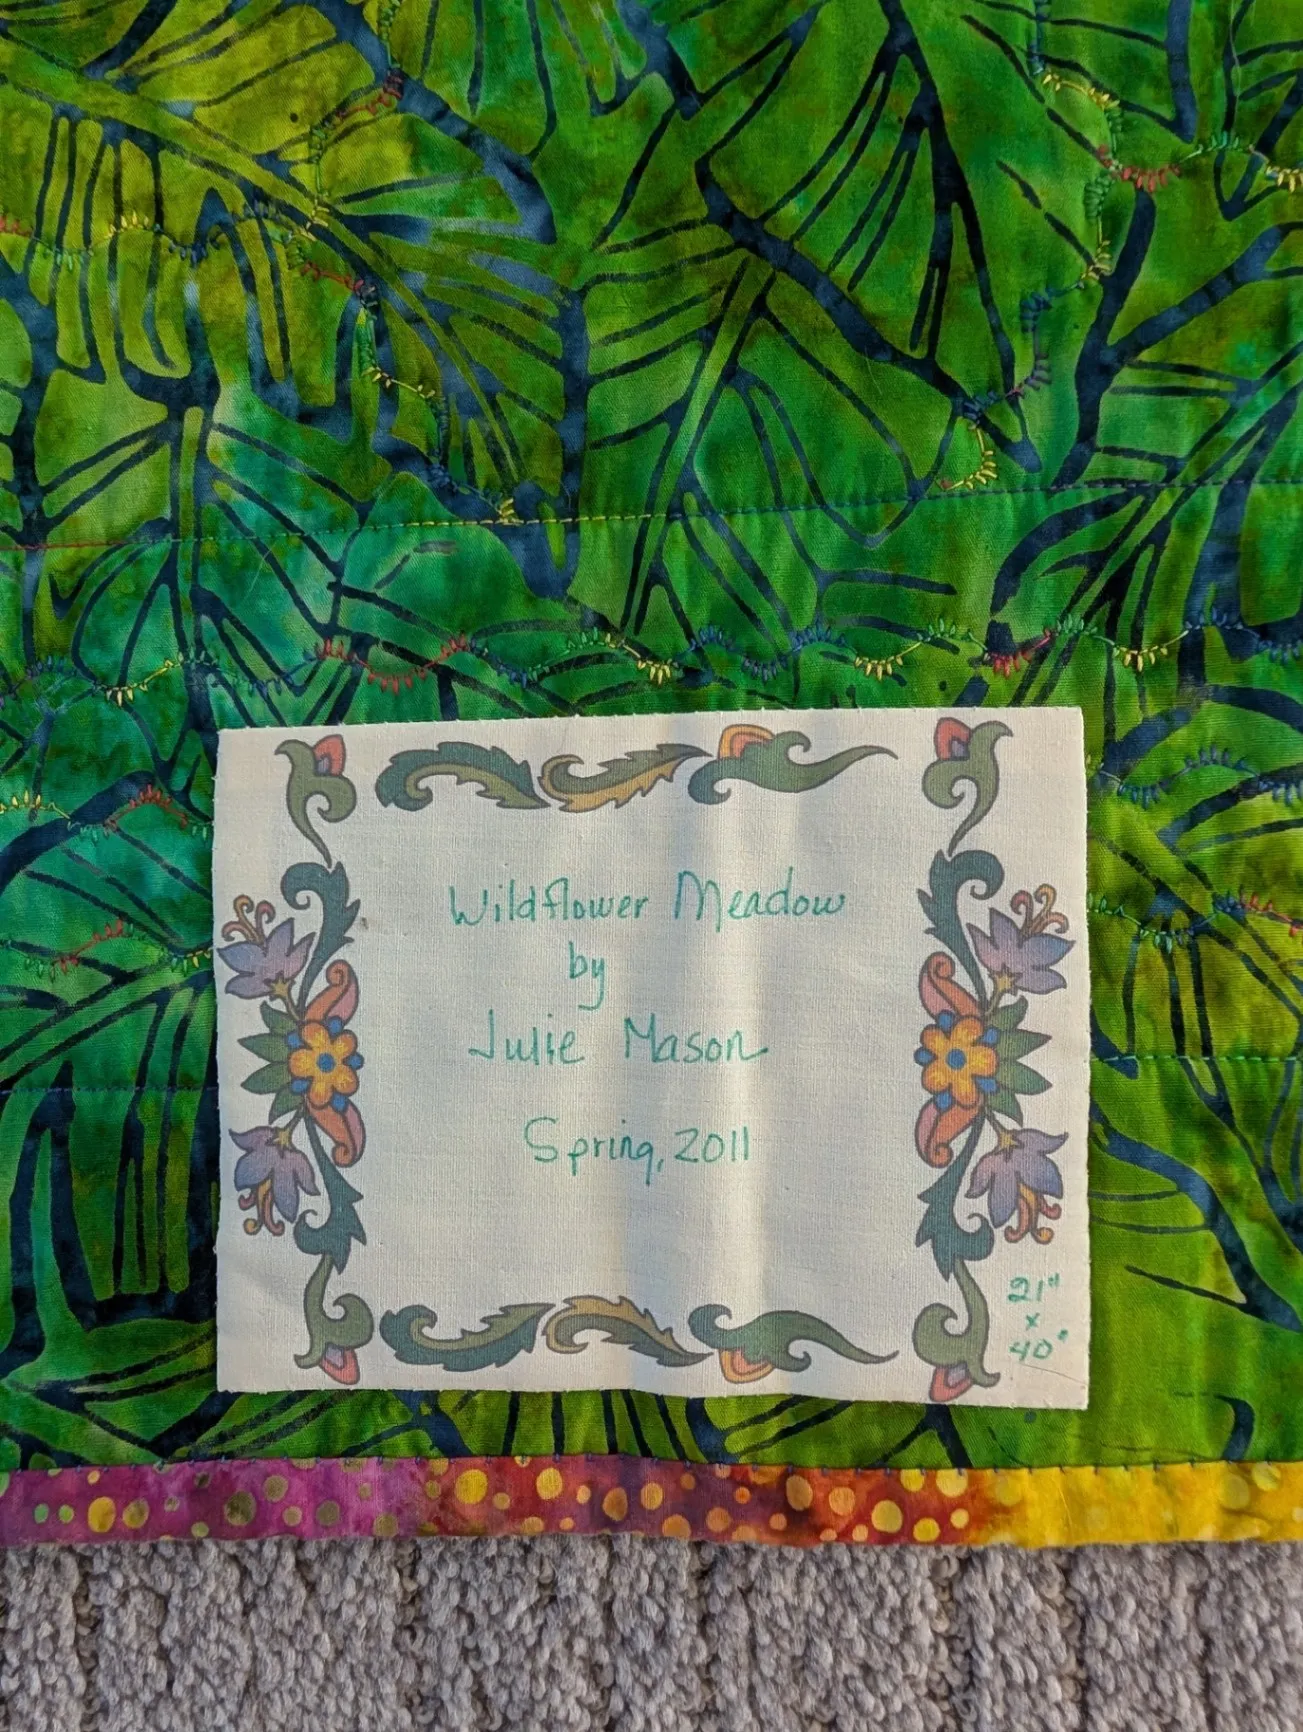 Wildflower Meadow
by
Julie Mason
Spring, 2011
21"
x
40"